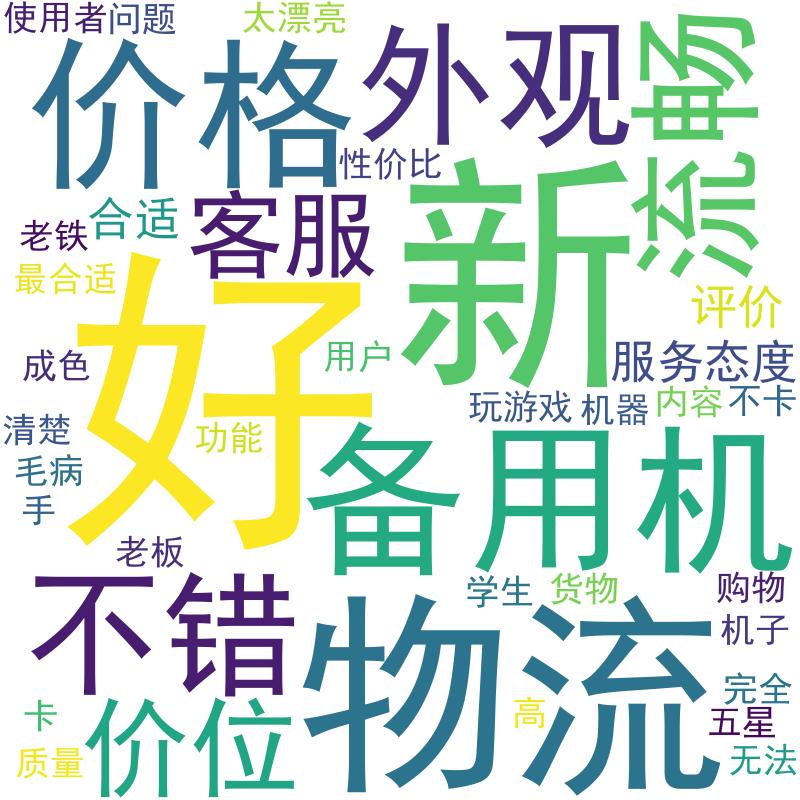 使用者
问题
太漂亮
价格
外观
流畅
性价比
新
客服
合适
老铁
最合适
好
评价
成色
用户
服务态度
玩游戏
机器
内容
不卡
清楚
功能
备用机
毛病
手
老板
不错
物流
学生
货物
购物
机子
价位
完全
卡
高
五星
质量
无法